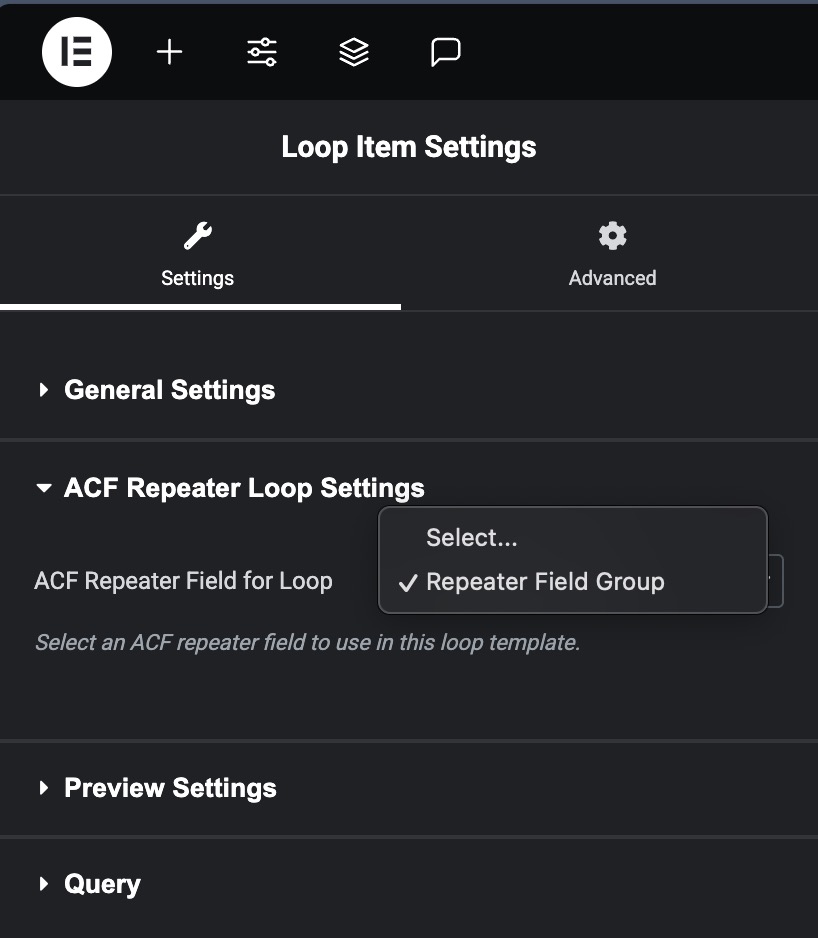 Loop Item Settings
Settings
Advanced
General Settings
ACF Repeater Loop Settings
Select...
ACF Repeater Field for Loop
Repeater Field Group
Select an ACF repeater field to use in this loop template.
Preview Settings
Query